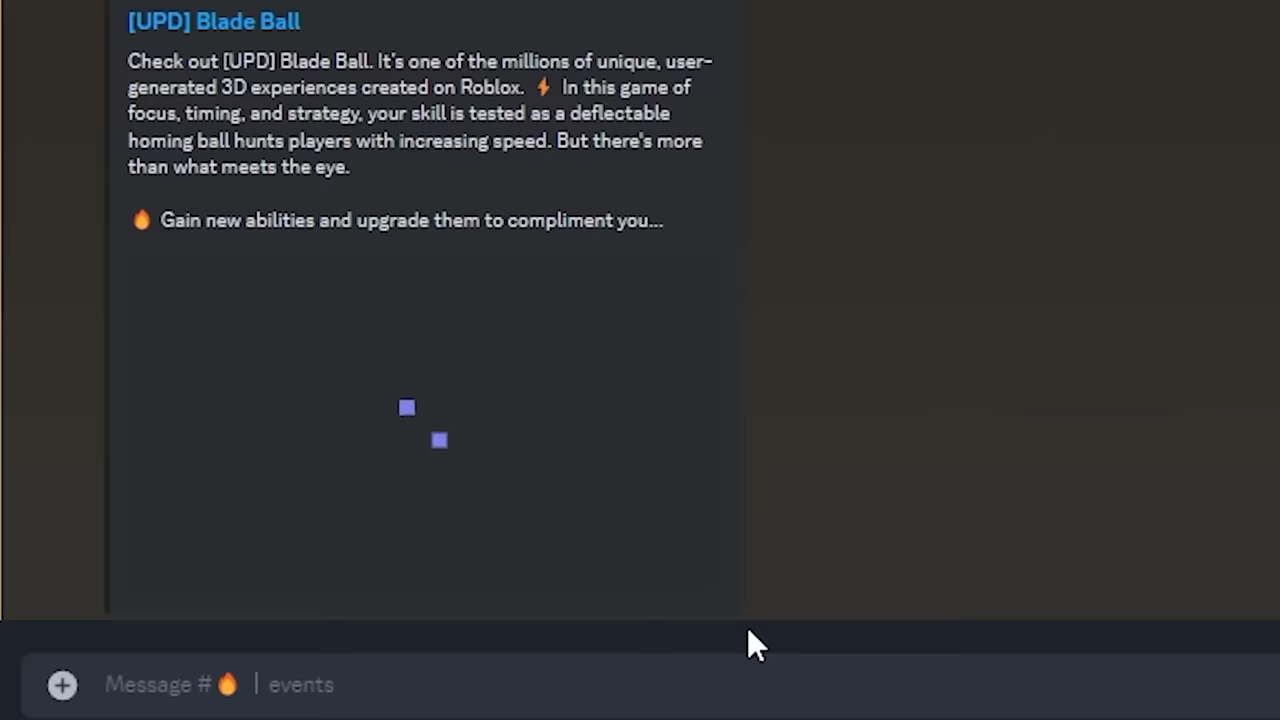 [UPD] Blade Ball
Check out [UPD] Blade Ball. It's one of the millions of unique, user-
generated 3D experiences created on Roblox. ⚡ In this game of
focus, timing, and strategy, your skill is tested as a deflectable
homing ball hunts players with increasing speed. But there's more
than what meets the eye.
🔥 Gain new abilities and upgrade them to compliment you...
Message #🔥 | events